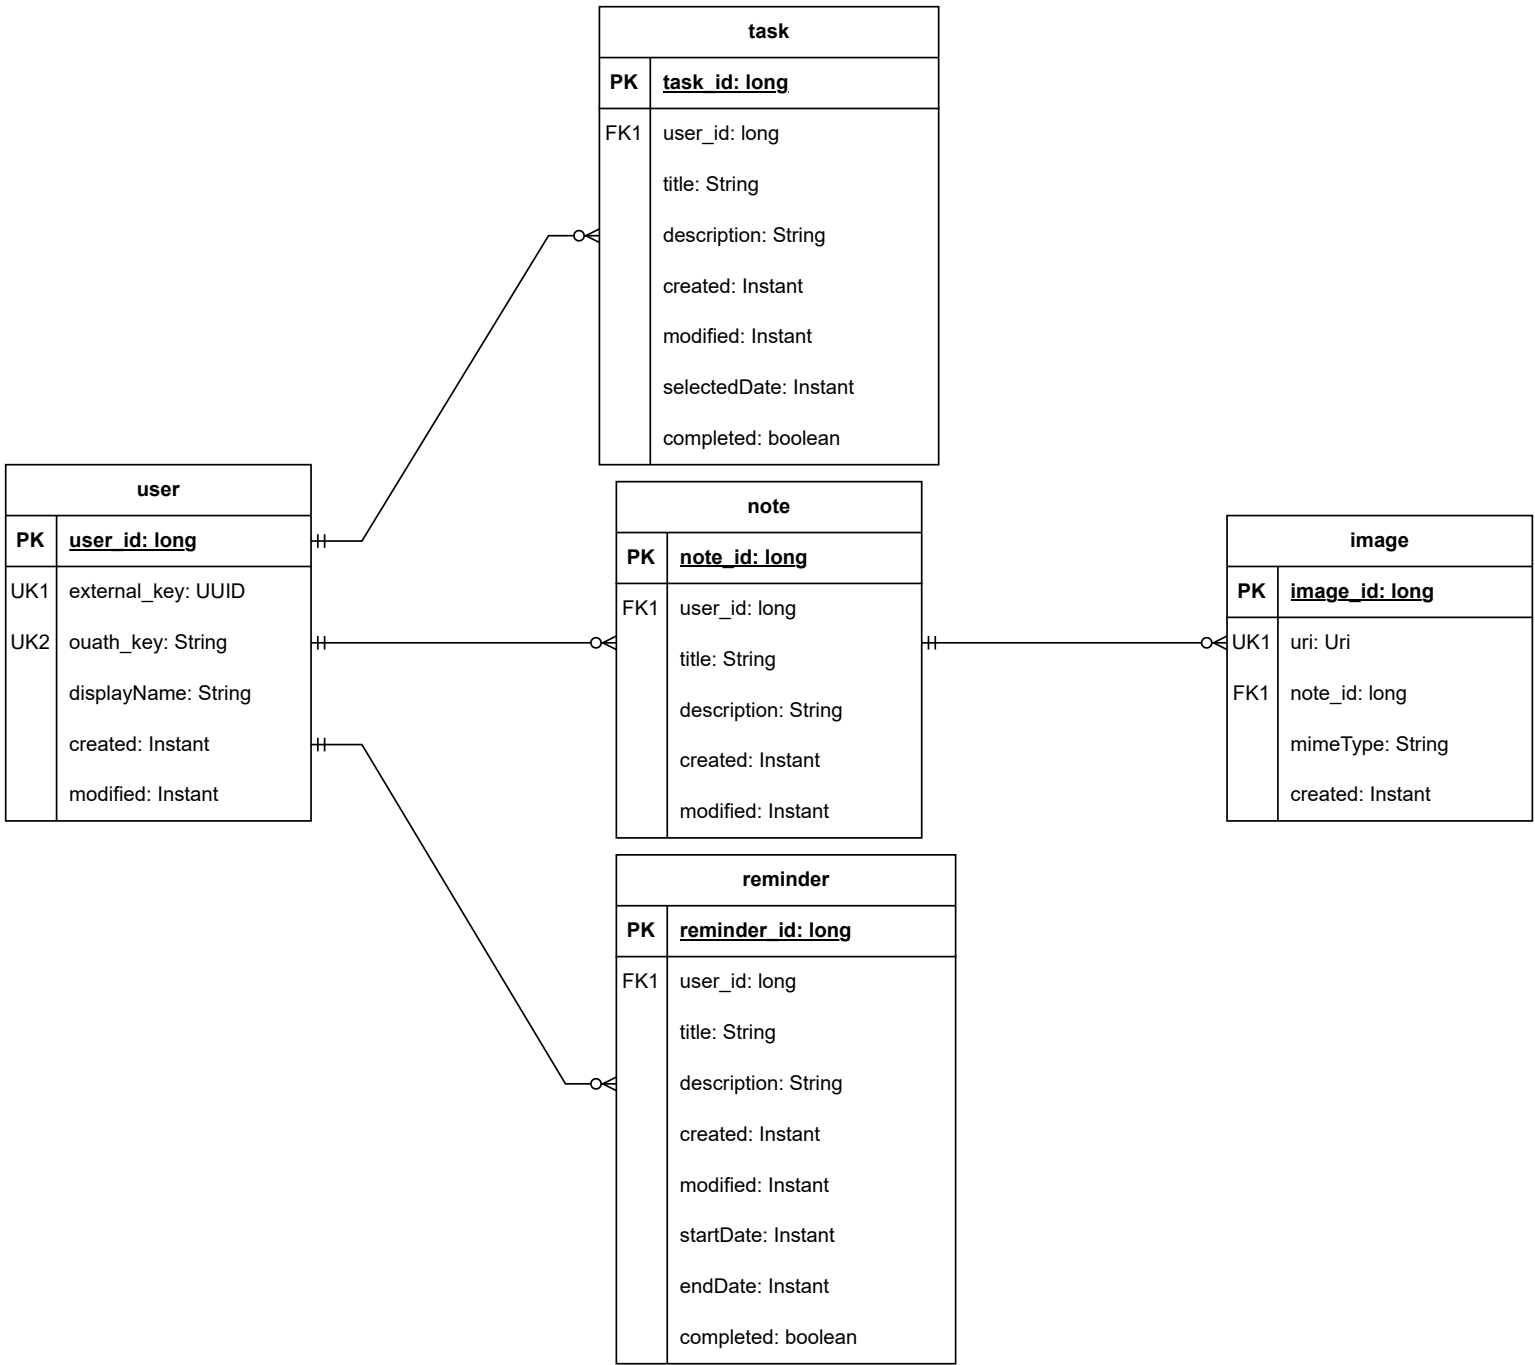 task
PK task_id: long
FK1 user_id: long
title: String
description: String
created: Instant
modified: Instant
selectedDate: Instant
completed: boolean
user
PK user_id: long
UK1 external_key: UUID
UK2 ouath_key: String
displayName: String
created: Instant
modified: Instant
note
PK note_id: long
FK1 user_id: long
title: String
description: String
created: Instant
modified: Instant
image
PK image_id: long
UK1 uri: Uri
FK1 note_id: long
mimeType: String
created: Instant
reminder
PK reminder_id: long
FK1 user_id: long
title: String
description: String
created: Instant
modified: Instant
startDate: Instant
endDate: Instant
completed: boolean